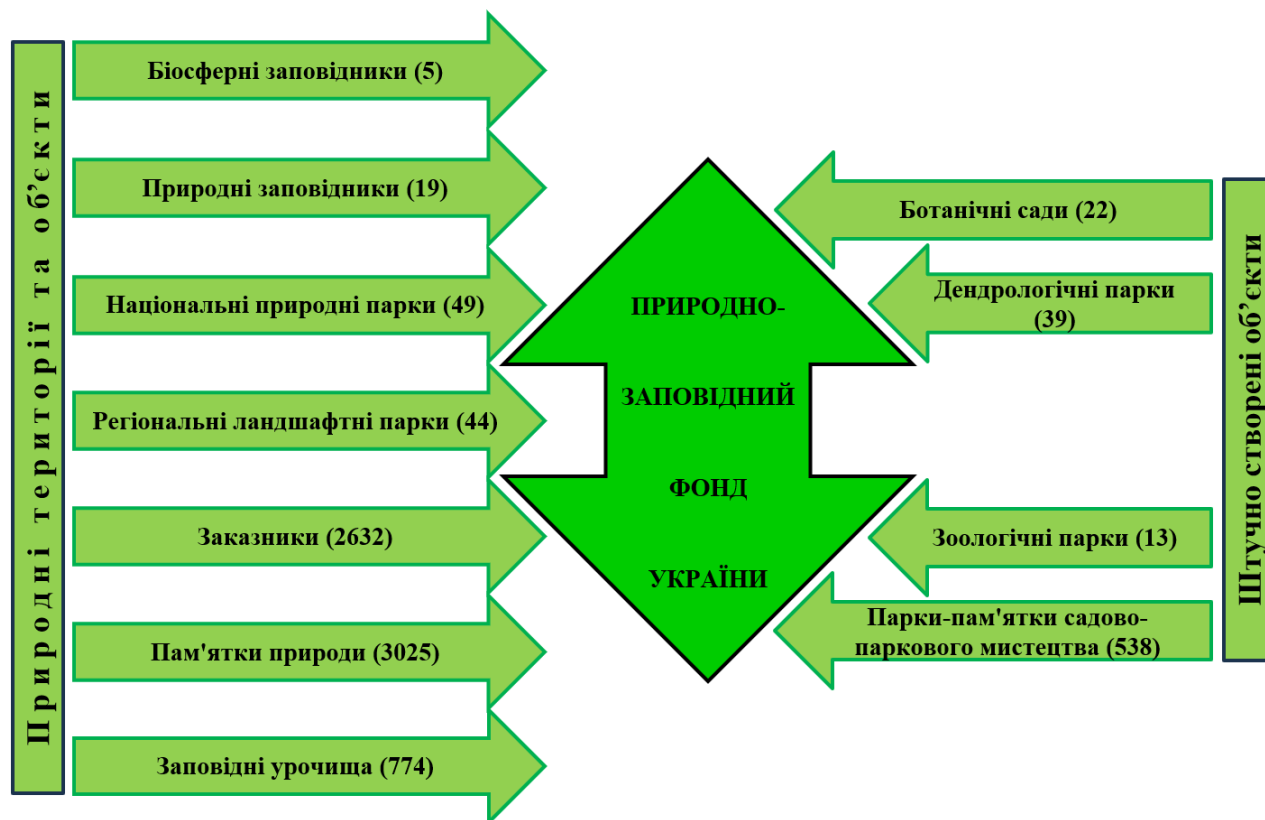 Природні території та об’єкти
Біосферні заповідники (5)
Природні заповідники (19)
Національні природні парки (49)
Регіональні ландшафтні парки (44)
Заказники (2632)
Пам'ятки природи (3025)
Заповідні урочища (774)
ПРИРОДНО-
ЗАПОВІДНИЙ
ФОНД
УКРАЇНИ
Ботанічні сади (22)
Дендрологічні парки
(39)
Зоологічні парки (13)
Парки-пам'ятки садово-
паркового мистецтва (538)
Штучно створені об’єкти